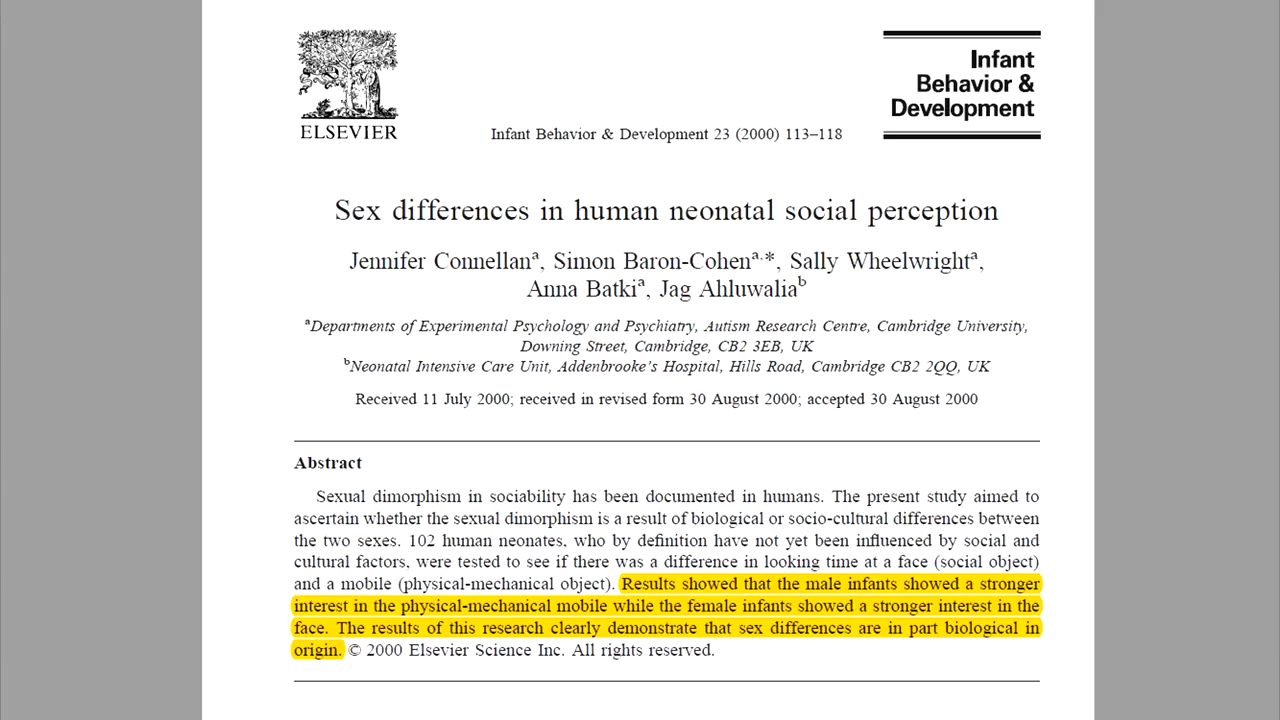 ELSEVIER
Infant Behavior & Development 23 (2000) 113–118
Infant
Behavior &
Development
Sex differences in human neonatal social perception
Jennifer Connellanᵃ, Simon Baron-Cohenᵃ,*, Sally Wheelwrightᵃ,
Anna Batkiᵃ, Jag Ahluwaliaᵇ
ᵃDepartments of Experimental Psychology and Psychiatry, Autism Research Centre, Cambridge University,
Downing Street, Cambridge, CB2 3EB, UK
ᵇNeonatal Intensive Care Unit, Addenbrooke's Hospital, Hills Road, Cambridge CB2 2QQ, UK
Received 11 July 2000; received in revised form 30 August 2000; accepted 30 August 2000
Abstract
Sexual dimorphism in sociability has been documented in humans. The present study aimed to
ascertain whether the sexual dimorphism is a result of biological or socio-cultural differences between
the two sexes. 102 human neonates, who by definition have not yet been influenced by social and
cultural factors, were tested to see if there was a difference in looking time at a face (social object)
and a mobile (physical-mechanical object). Results showed that the male infants showed a stronger
interest in the physical-mechanical mobile while the female infants showed a stronger interest in the
face. The results of this research clearly demonstrate that sex differences are in part biological in
origin. © 2000 Elsevier Science Inc. All rights reserved.